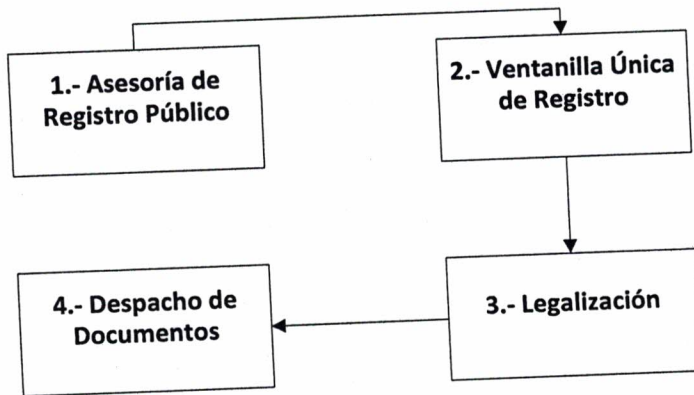 1.- Asesoría de
Registro Público
2.- Ventanilla Única
de Registro
3.- Legalización
4.- Despacho de
Documentos